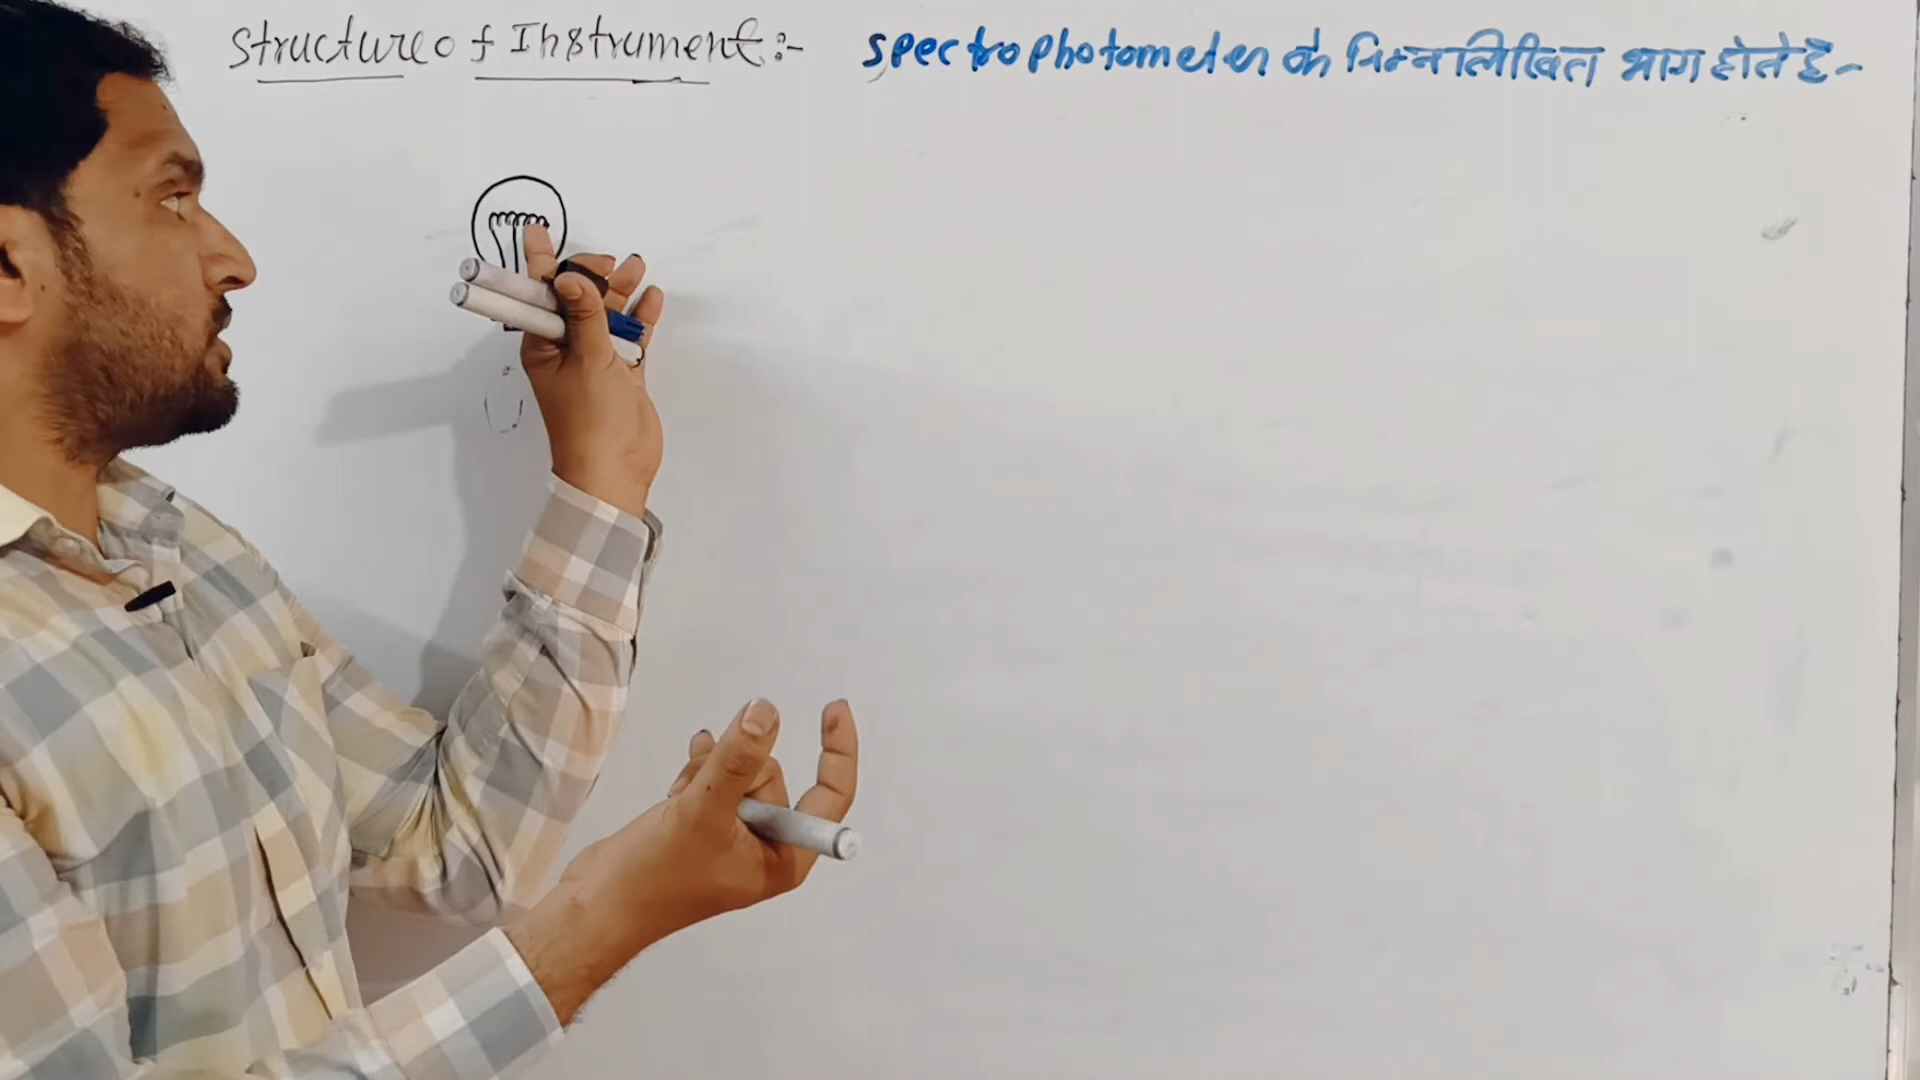 Structure of Instrument:-
Spectrophotometer के निम्नलिखित भाग होते है-